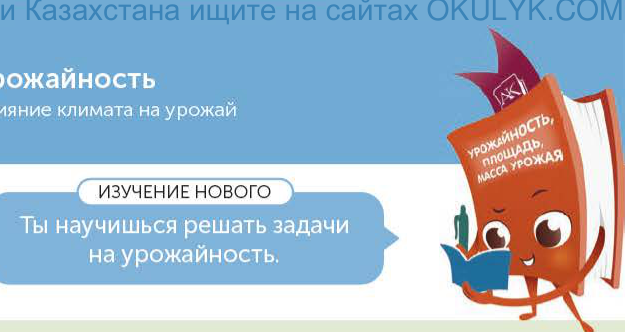 и Казахстана ищите на сайтах OKULYK.COM
рожайность
ияние климата на урожай
ИЗУЧЕНИЕ НОВОГО
Ты научишься решать задачи
на урожайность.
АК
УРОЖАЙНОСТЬ,
ПЛОЩАДЬ,
МАССА УРОЖАЯ